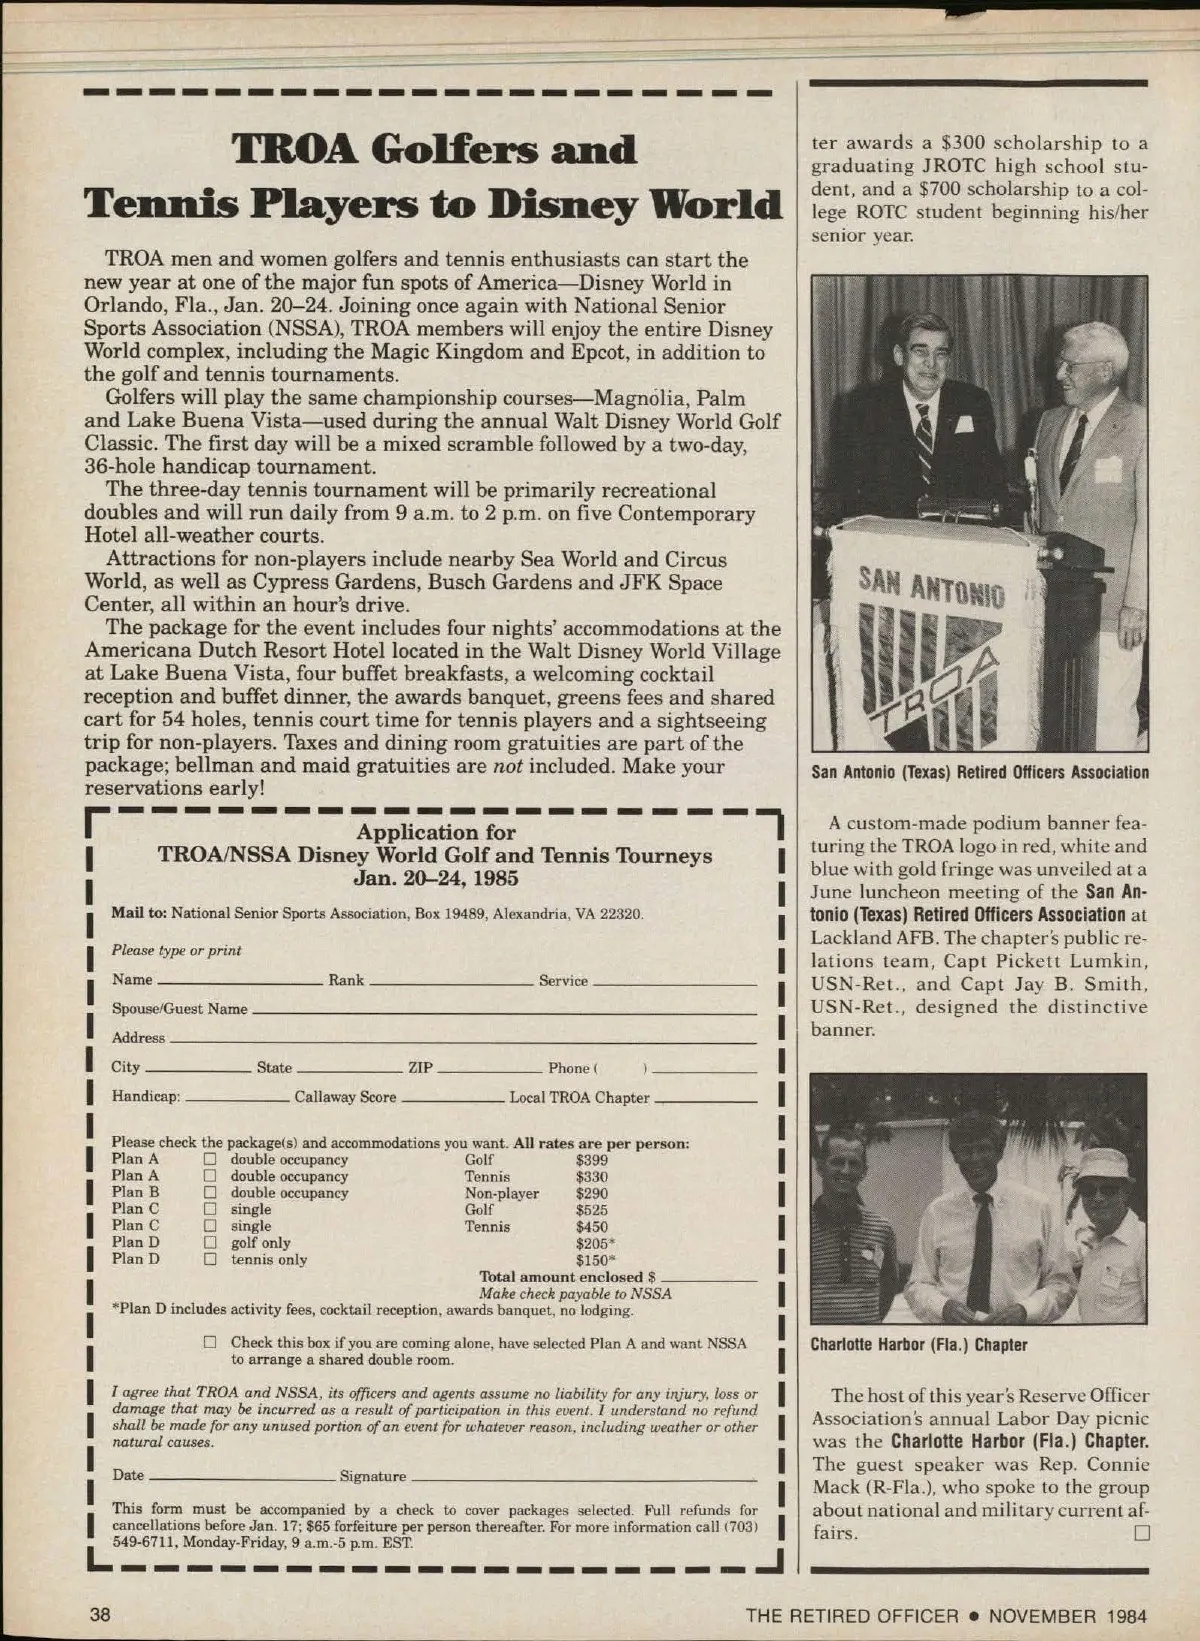 TROA Golfers and
Tennis Players to Disney World
TROA men and women golfers and tennis enthusiasts can start the
new year at one of the major fun spots of America—Disney World in
Orlando, Fla., Jan. 20–24. Joining once again with National Senior
Sports Association (NSSA), TROA members will enjoy the entire Disney
World complex, including the Magic Kingdom and Epcot, in addition to
the golf and tennis tournaments.
Golfers will play the same championship courses—Magnolia, Palm
and Lake Buena Vista—used during the annual Walt Disney World Golf
Classic. The first day will be a mixed scramble followed by a two-day,
36-hole handicap tournament.
The three-day tennis tournament will be primarily recreational
doubles and will run daily from 9 a.m. to 2 p.m. on five Contemporary
Hotel all-weather courts.
Attractions for non-players include nearby Sea World and Circus
World, as well as Cypress Gardens, Busch Gardens and JFK Space
Center, all within an hour's drive.
The package for the event includes four nights' accommodations at the
Americana Dutch Resort Hotel located in the Walt Disney World Village
at Lake Buena Vista, four buffet breakfasts, a welcoming cocktail
reception and buffet dinner, the awards banquet, greens fees and shared
cart for 54 holes, tennis court time for tennis players and a sightseeing
trip for non-players. Taxes and dining room gratuities are part of the
package; bellman and maid gratuities are not included. Make your
reservations early!
Application for
TROA/NSSA Disney World Golf and Tennis Tourneys
Jan. 20–24, 1985
Mail to: National Senior Sports Association, Box 19489, Alexandria, VA 22320.
Please type or print
Name Rank Service
Spouse/Guest Name
Address
City State ZIP Phone ( )
Handicap: Callaway Score Local TROA Chapter
Please check the package(s) and accommodations you want. All rates are per person:
Plan A ☐ double occupancy Golf $399
Plan A ☐ double occupancy Tennis $330
Plan B ☐ double occupancy Non-player $290
Plan C ☐ single Golf $525
Plan C ☐ single Tennis $450
Plan D ☐ golf only $205*
Plan D ☐ tennis only $150*
Total amount enclosed $
Make check payable to NSSA
*Plan D includes activity fees, cocktail reception, awards banquet, no lodging.
☐ Check this box if you are coming alone, have selected Plan A and want NSSA
to arrange a shared double room.
I agree that TROA and NSSA, its officers and agents assume no liability for any injury, loss or
damage that may be incurred as a result of participation in this event. I understand no refund
shall be made for any unused portion of an event for whatever reason, including weather or other
natural causes.
Date Signature
This form must be accompanied by a check to cover packages selected. Full refunds for
cancellations before Jan. 17; $65 forfeiture per person thereafter. For more information call (703)
549-6711, Monday-Friday, 9 a.m.-5 p.m. EST.
ter awards a $300 scholarship to a
graduating JROTC high school stu-
dent, and a $700 scholarship to a col-
lege ROTC student beginning his/her
senior year.
SAN ANTONIO
TROA
San Antonio (Texas) Retired Officers Association
A custom-made podium banner fea-
turing the TROA logo in red, white and
blue with gold fringe was unveiled at a
June luncheon meeting of the San An-
tonio (Texas) Retired Officers Association at
Lackland AFB. The chapter's public re-
lations team, Capt Pickett Lumkin,
USN-Ret., and Capt Jay B. Smith,
USN-Ret., designed the distinctive
banner.
Charlotte Harbor (Fla.) Chapter
The host of this year's Reserve Officer
Association's annual Labor Day picnic
was the Charlotte Harbor (Fla.) Chapter.
The guest speaker was Rep. Connie
Mack (R-Fla.), who spoke to the group
about national and military current af-
fairs. ☐
38
THE RETIRED OFFICER • NOVEMBER 1984